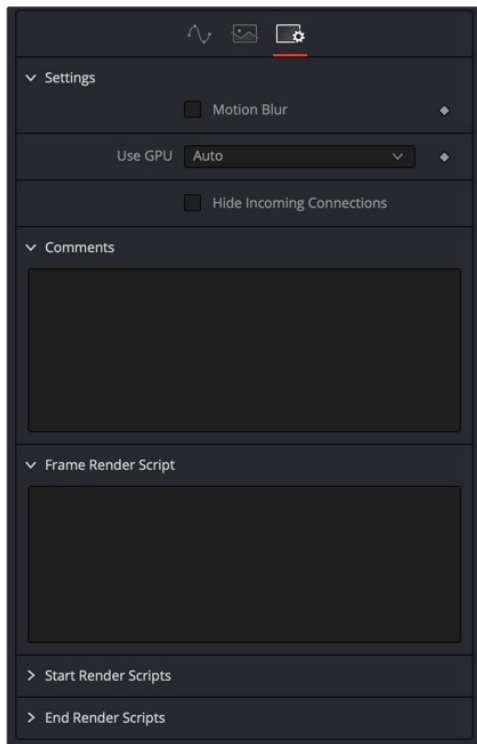 Settings
Motion Blur
Use GPU Auto
Hide Incoming Connections
Comments
Frame Render Script
Start Render Scripts
End Render Scripts